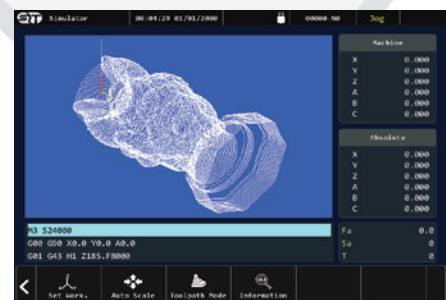 Simulator 00:04:29 01/01/2000 00000 N0 Jog
Machine
X 0.000
Y 0.000
Z 0.000
A 0.000
B 0.000
C 0.000
Absolute
X 0.000
Y 0.000
Z 0.000
A 0.000
B 0.000
C 0.000
M3 S24000
G00 G90 X0.0 Y0.0 A0.0
G01 G43 H1 Z185.F8000
Fa 0.0
Sa 0
T 0
Set Work. Auto Scale Toolpath Mode Information